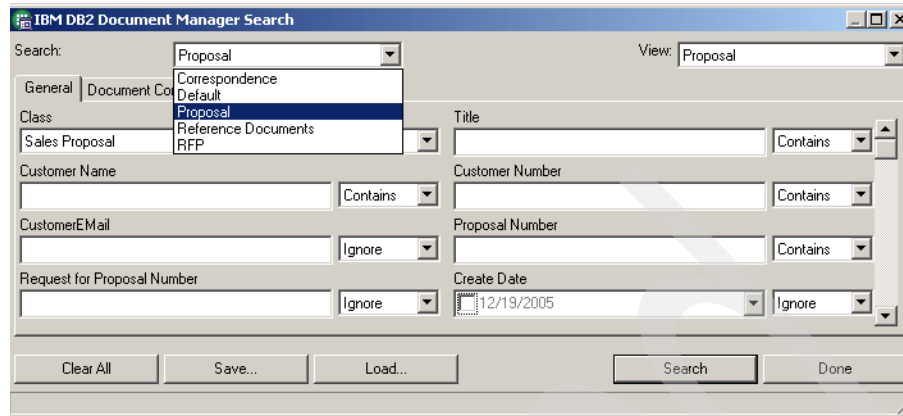 IBM DB2 Document Manager Search
Search: Proposal View: Proposal
Correspondence
Default
Proposal
Reference Documents
RFP
General Document Co
Class Title
Sales Proposal Contains
Customer Name Customer Number
Contains Contains
CustomerEMail Proposal Number
Ignore Contains
Request for Proposal Number Create Date
Ignore 12/19/2005 Ignore
Clear All Save... Load... Search Done